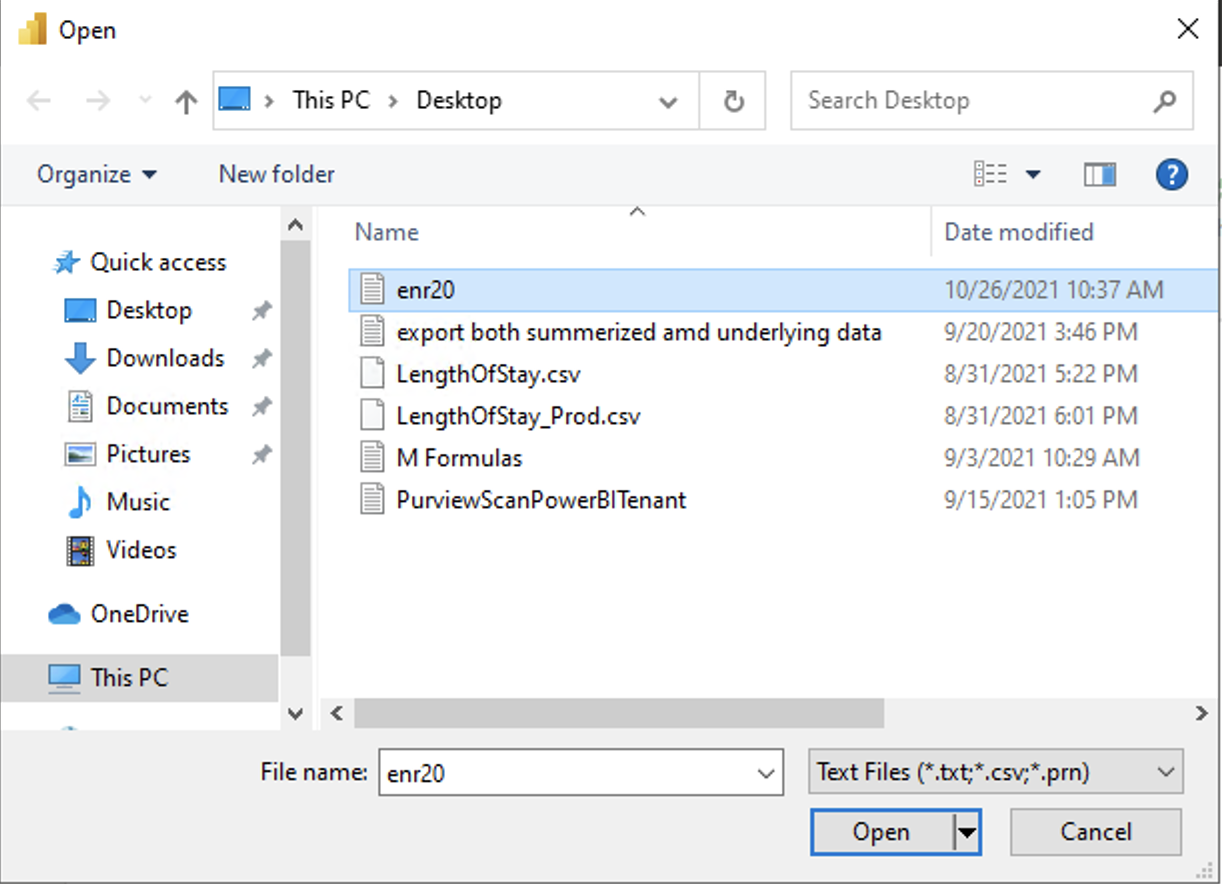 Open
This PC > Desktop
Search Desktop
Organize
New folder
?
Name
Date modified
Quick access
Desktop
Downloads
Documents
Pictures
Music
Videos
OneDrive
This PC
enr20 10/26/2021 10:37 AM
export both summerized amd underlying data 9/20/2021 3:46 PM
LengthOfStay.csv 8/31/2021 5:22 PM
LengthOfStay_Prod.csv 8/31/2021 6:01 PM
M Formulas 9/3/2021 10:29 AM
PurviewScanPowerBITenant 9/15/2021 1:05 PM
File name: enr20
Text Files (*.txt;*.csv;*.prn)
Open
Cancel